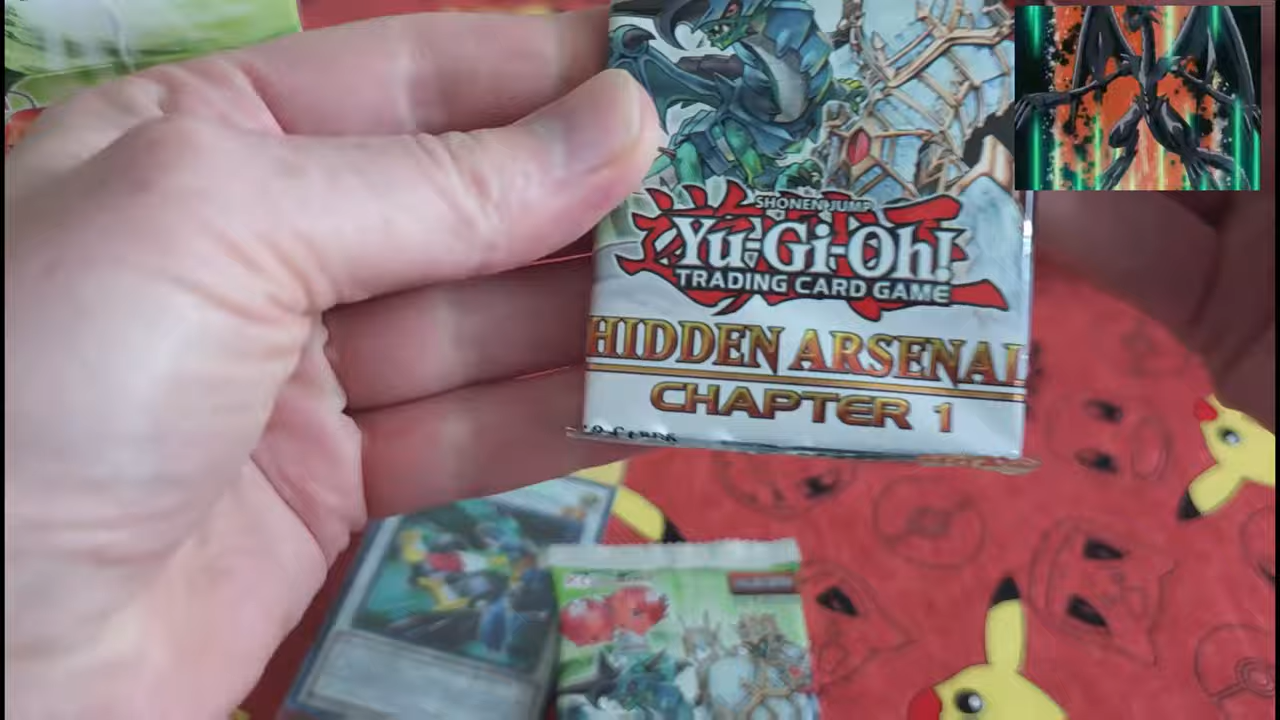 SHONEN JUMP
Yu-Gi-Oh!
TRADING CARD GAME
HIDDEN ARSENAL
CHAPTER 1